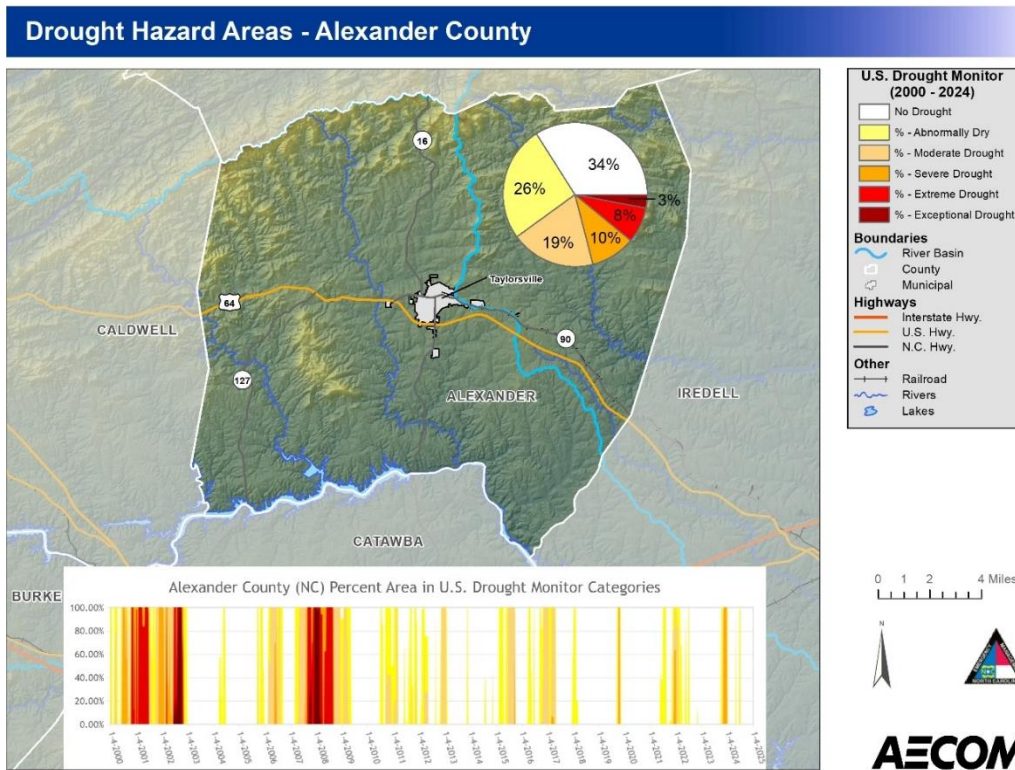 Drought Hazard Areas - Alexander County
U.S. Drought Monitor
(2000 - 2024)
No Drought
% - Abnormally Dry
% - Moderate Drought
% - Severe Drought
% - Extreme Drought
% - Exceptional Drought
Boundaries
River Basin
County
Municipal
Highways
Interstate Hwy.
U.S. Hwy.
N.C. Hwy.
Other
Railroad
Rivers
Lakes
16
34%
26%
3%
8%
10%
19%
Taylorsville
64
CALDWELL
90
127
ALEXANDER
IREDELL
CATAWBA
BURKE
Alexander County (NC) Percent Area in U.S. Drought Monitor Categories
100.00%
80.00%
60.00%
40.00%
20.00%
0.00%
1-4-2000
1-4-2001
1-4-2002
1-4-2003
1-4-2004
1-4-2005
1-4-2006
1-4-2007
1-4-2008
1-4-2009
1-4-2010
1-4-2011
1-4-2012
1-4-2013
1-4-2014
1-4-2015
1-4-2016
1-4-2017
1-4-2018
1-4-2019
1-4-2020
1-4-2021
1-4-2022
1-4-2023
1-4-2024
1-4-2025
0 1 2 4 Miles
N
NORTH CAROLINA
AECOM